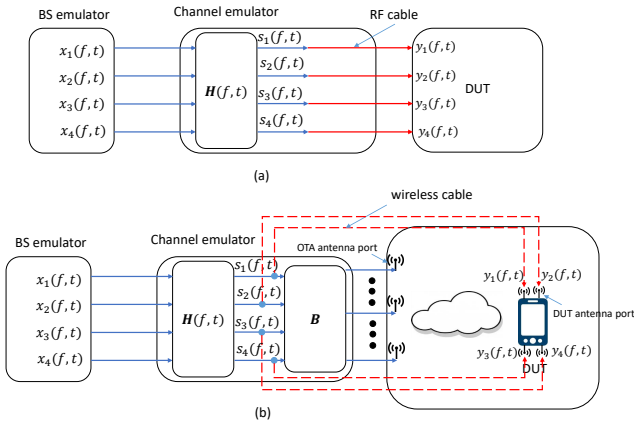 BS emulator
Channel emulator
RF cable
x₁(f,t)
x₂(f,t)
x₃(f,t)
x₄(f,t)
H(f,t)
s₁(f,t)
s₂(f,t)
s₃(f,t)
s₄(f,t)
y₁(f,t)
y₂(f,t)
y₃(f,t)
y₄(f,t)
DUT
(a)
wireless cable
BS emulator
Channel emulator
OTA antenna port
x₁(f,t)
x₂(f,t)
x₃(f,t)
x₄(f,t)
H(f,t)
s₁(f,t)
s₂(f,t)
s₃(f,t)
s₄(f,t)
B
y₁(f,t)
y₂(f,t)
DUT antenna port
y₃(f,t)
y₄(f,t)
DUT
(b)